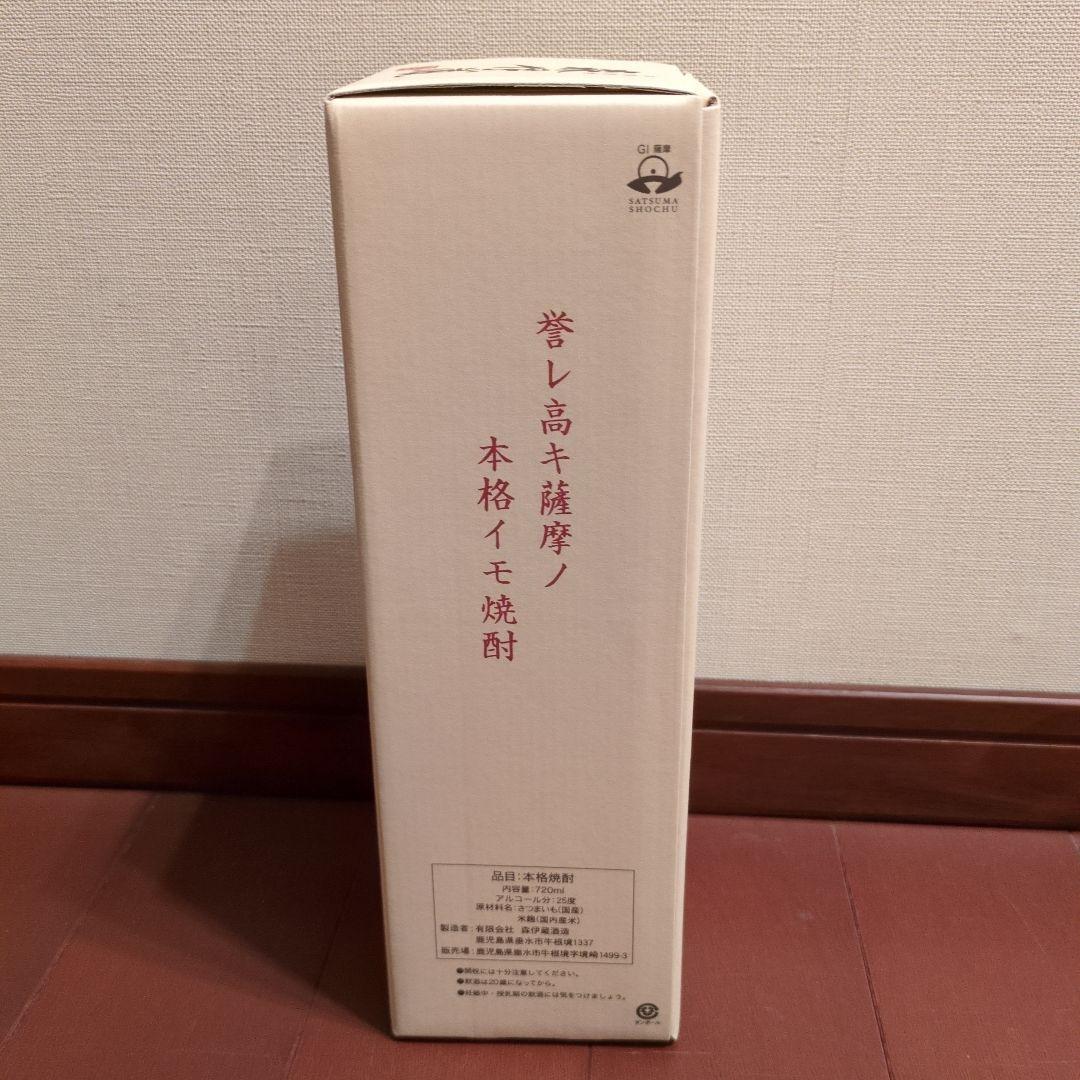 GI 薩摩
SATSUMA
SHOCHU
誉レ高キ薩摩ノ
本格イモ焼酎
品目:本格焼酎
内容量:720ml
アルコール分:25度
原材料名:さつまいも(国産)
米麹(国内産米)
製造者:有限会社 森伊蔵酒造
鹿児島県垂水市牛根境1337
販売場:鹿児島県垂水市牛根境字境崎1499-3
●開栓には十分注意してください。
●飲酒は20歳になってから。
●妊娠中・授乳期の飲酒には気をつけましょう。
ダンボール